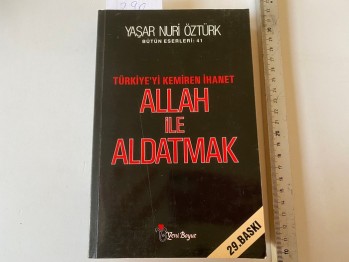 YAŞAR NURİ ÖZTÜRK
BÜTÜN ESERLERİ: 41
TÜRKİYE'Yİ KEMİREN İHANET
ALLAH
İLE
ALDATMAK
Yeni Boyut
29. BASKI